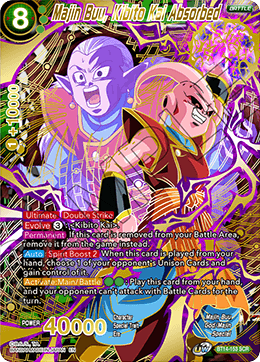 Majin Buu, Kibito Kai Absorbed
BATTLE
8
1+10000
Ultimate Double Strike
Evolve 8 : <Kibito Kai>
Permanent If this card is removed from your Battle Area,
remove it from the game instead.
Auto Spirit Boost 2 When this card is played from your
hand, choose 1 of your opponent's Unison Cards and
gain control of it.
Activate Main/Battle : Play this card from your hand,
and your opponent can't attack with Battle Cards for the
turn.
POWER 40000
Character
Special Trait
Era
Majin Buu
God/Majin
Special
BT14-153 SCR